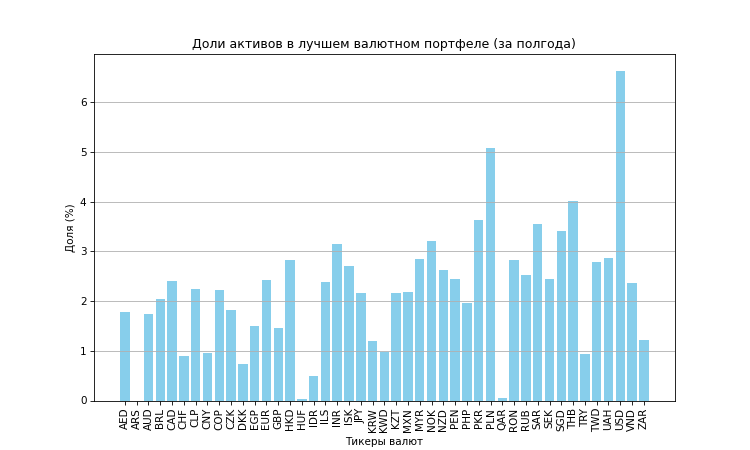 Доли активов в лучшем валютном портфеле (за полгода)
Доля (%)
6
5
4
3
2
1
0
AED ARS AUD BRL CAD CHF CLP CNY COP CZK DKK EGP EUR GBP HKD HUF IDR ILS INR ISK JPY KRW KWD KZT MXN MYR NOK NZD PEN PHP PKR PLN QAR RON RUB SAR SEK SGD THB TRY TWD UAH USD VND ZAR
Тикеры валют